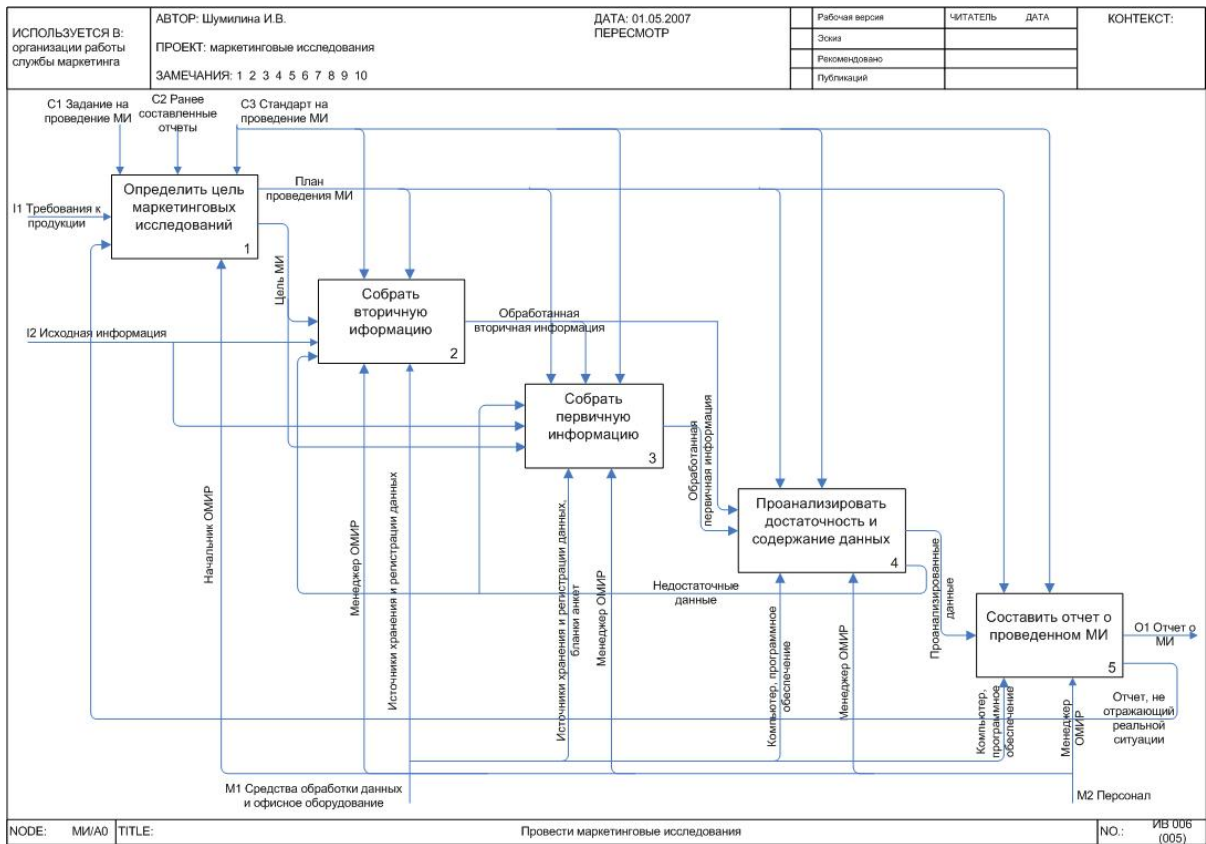 ИСПОЛЬЗУЕТСЯ В:
организации работы
службы маркетинга
АВТОР: Шумилина И.В.
ПРОЕКТ: маркетинговые исследования
ЗАМЕЧАНИЯ: 1 2 3 4 5 6 7 8 9 10
ДАТА: 01.05.2007
ПЕРЕСМОТР
Рабочая версия
Эскиз
Рекомендовано
Публикаций
ЧИТАТЕЛЬ ДАТА
КОНТЕКСТ:
C1 Задание на
проведение МИ
C2 Ранее
составленные
отчеты
C3 Стандарт на
проведение МИ
I1 Требования к
продукции
Определить цель
маркетинговых
исследований
1
План
проведения МИ
Цель МИ
I2 Исходная информация
Собрать
вторичную
иформацию
2
Обработанная
вторичная информация
Собрать
первичную
информацию
3
Обработанная
первичная информация
Проанализировать
достаточность и
содержание данных
4
Недостаточные
данные
Проанализированные
данные
Составить отчет о
проведенном МИ
5
O1 Отчет о
МИ
Отчет, не
отражающий
реальной
ситуации
Начальник ОМИР
Менеджер ОМИР
Источники хранения и регистрации данных
Источники хранения и регистрации данных,
бланки анкет
Менеджер ОМИР
Компьютер, программное
обеспечение
Менеджер ОМИР
Компьютер,
программное
обеспечение
Менеджер
ОМИР
M1 Средства обработки данных
и офисное оборудование
M2 Персонал
NODE: МИ/А0
TITLE: Провести маркетинговые исследования
NO.: ИВ 006
(005)